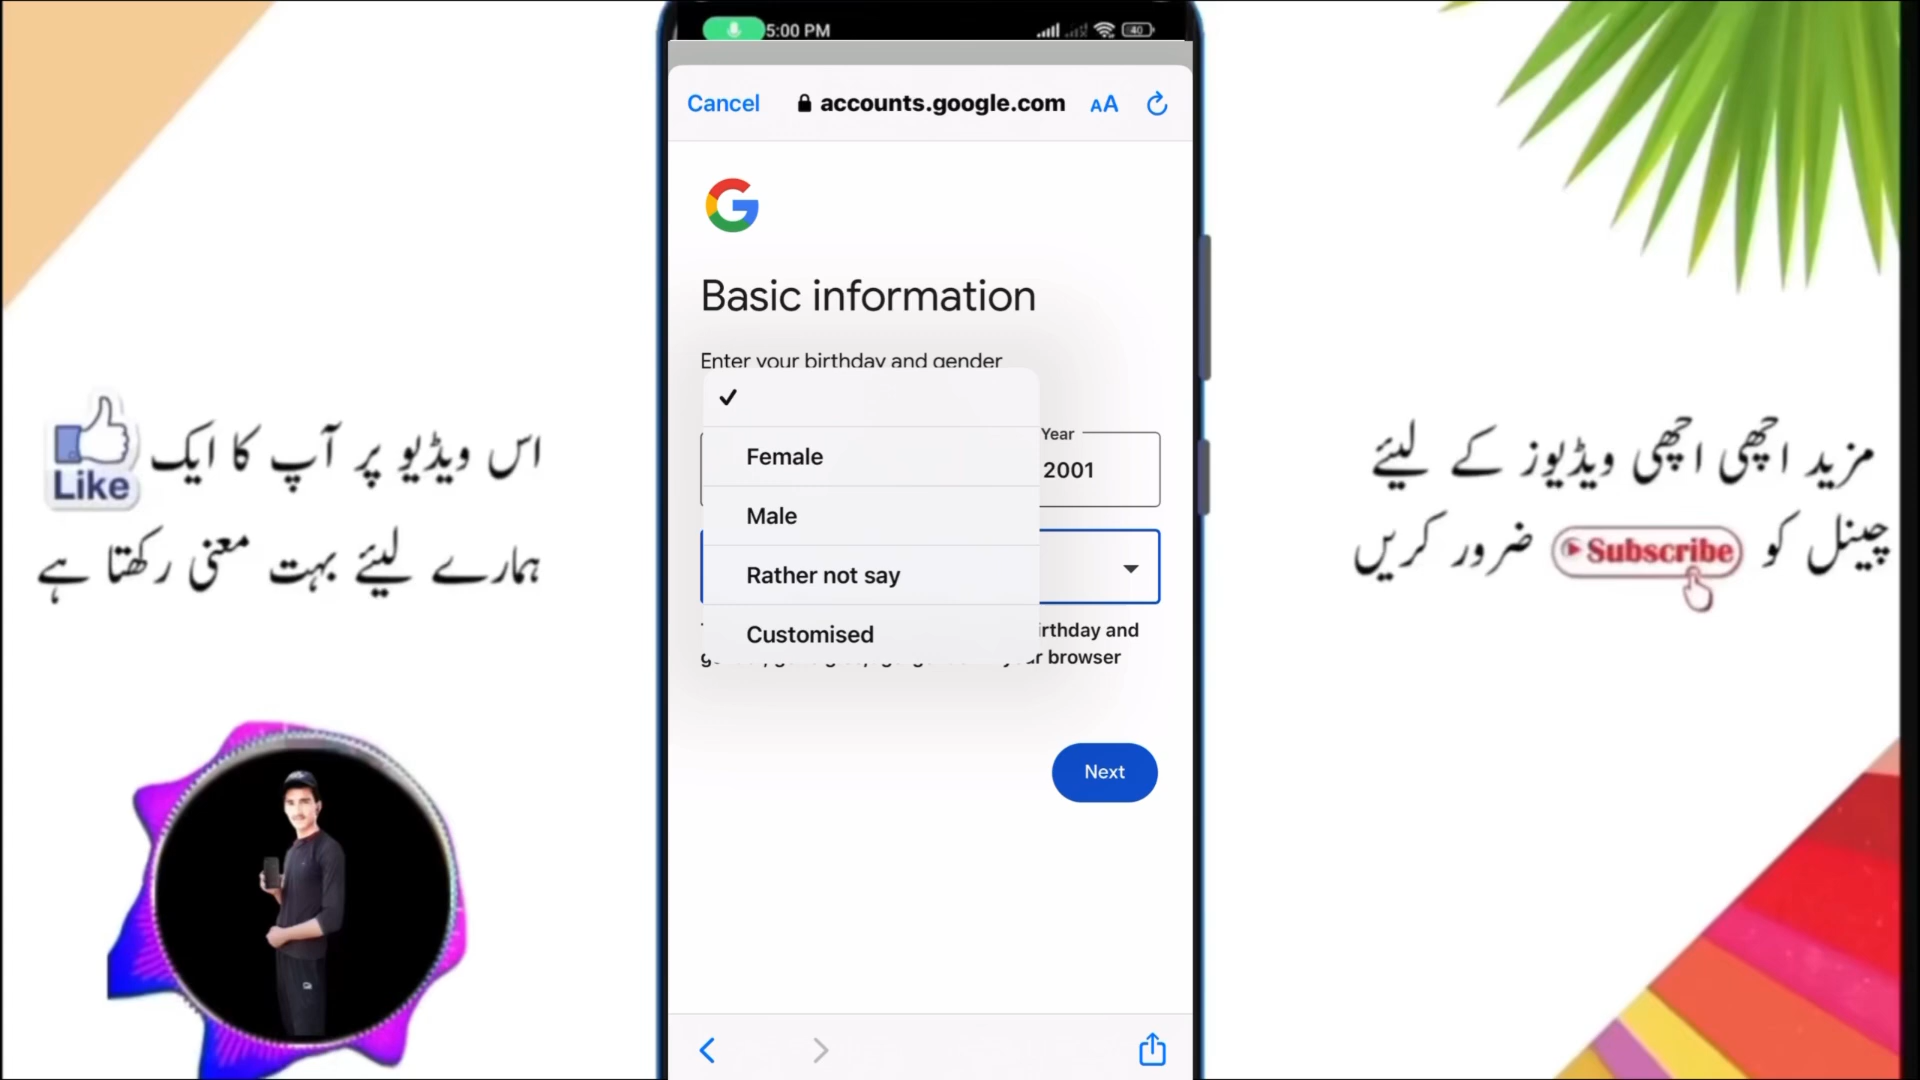 5:00 PM
40
Cancel
accounts.google.com
AA
Basic information
Enter your birthday and gender
Female
Male
Rather not say
Customised
Year
2001
irthday and
r browser
Next
اس ویڈیو پر آپ کا ایک
Like
ہمارے لیئے بہت معنی رکھتا ہے
مزید اچھی اچھی ویڈیوز کے لیئے
چینل کو Subscribe ضرور کریں